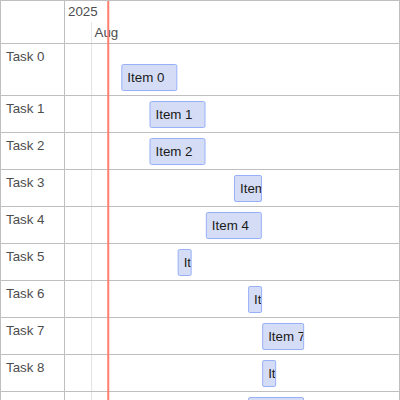 2025
Aug
Task 0
Item 0
Task 1
Item 1
Task 2
Item 2
Task 3
Item
Task 4
Item 4
Task 5
It
Task 6
It
Task 7
Item 7
Task 8
It